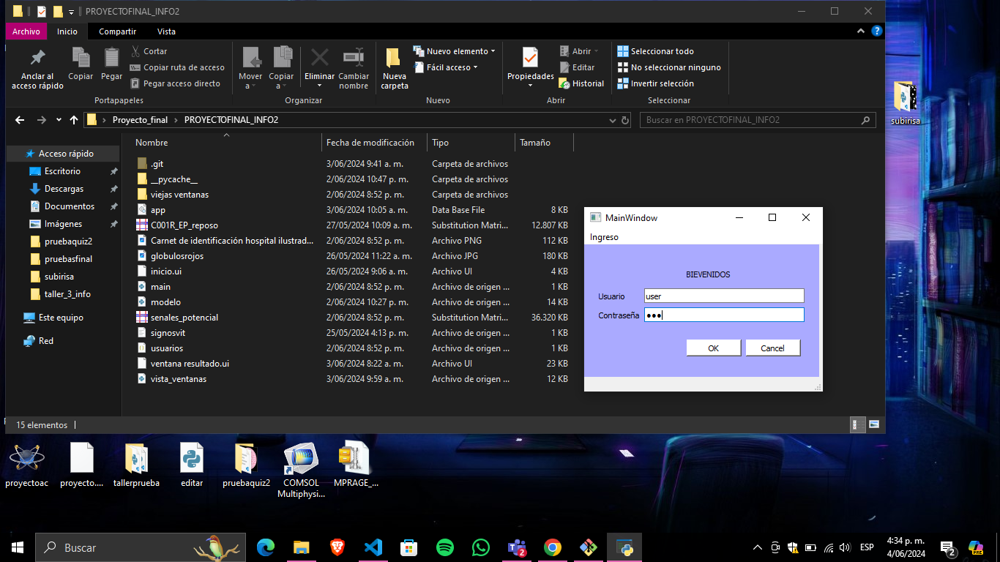 PROYECTOFINAL_INFO2
Archivo Inicio Compartir Vista
Anclar al acceso rápido
Copiar
Pegar
Cortar
Copiar ruta de acceso
Pegar acceso directo
Portapapeles
Mover a
Copiar a
Eliminar
Cambiar nombre
Organizar
Nueva carpeta
Nuevo elemento
Fácil acceso
Nuevo
Propiedades
Abrir
Editar
Historial
Abrir
Seleccionar todo
No seleccionar ninguno
Invertir selección
Seleccionar
Proyecto_final PROYECTOFINAL_INFO2
Buscar en PROYECTOFINAL_INFO2
Acceso rápido
Escritorio
Descargas
Documentos
Imágenes
pruebaquiz2
pruebasfinal
subirisa
taller_3_info
Este equipo
Red
Nombre Fecha de modificación Tipo Tamaño
.git 3/06/2024 9:41 a. m. Carpeta de archivos
__pycache__ 2/06/2024 10:47 p. m. Carpeta de archivos
viejas ventanas 2/06/2024 8:52 p. m. Carpeta de archivos
app 3/06/2024 10:05 a. m. Data Base File 8 KB
C001R_EP_reposo 27/05/2024 10:09 a. m. Substitution Matri... 12.807 KB
Carnet de identificación hospital ilustrad... 2/06/2024 8:52 p. m. Archivo PNG 112 KB
globulosrojos 26/05/2024 11:22 a. m. Archivo JPG 180 KB
inicio.ui 26/05/2024 9:06 a. m. Archivo UI 4 KB
main 2/06/2024 8:52 p. m. Archivo de origen ... 1 KB
modelo 2/06/2024 10:27 p. m. Archivo de origen ... 14 KB
senales_potencial 2/06/2024 8:52 p. m. Substitution Matri... 36.320 KB
signosvit 25/05/2024 4:13 p. m. Archivo de origen ... 1 KB
usuarios 2/06/2024 8:52 p. m. Archivo de origen ... 1 KB
ventana resultado.ui 3/06/2024 8:22 a. m. Archivo UI 23 KB
vista_ventanas 3/06/2024 9:59 a. m. Archivo de origen ... 12 KB
15 elementos
MainWindow
Ingreso
BIEVENIDOS
Usuario user
Contraseña ●●●
OK Cancel
subirisa
proyectoac
proyecto....
tallerprueba
editar
pruebaquiz2
COMSOL
Multiphysi...
MPRAGE_...
Buscar
2
ESP
4:34 p. m.
4/06/2024
2
PRE